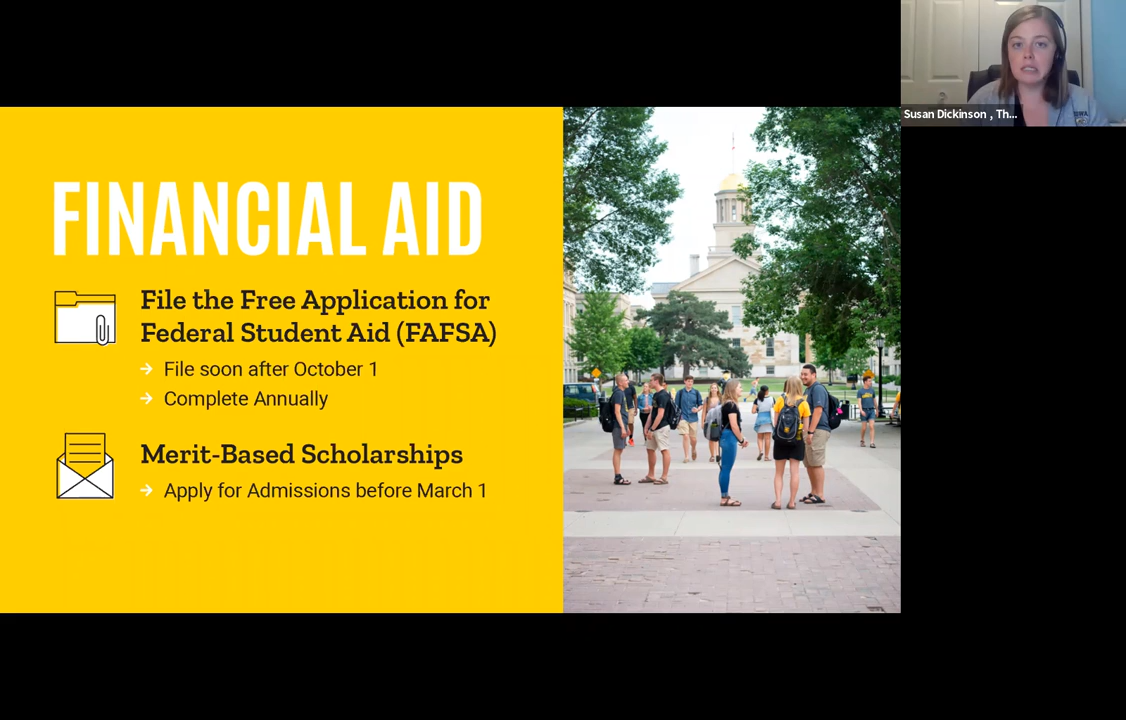 Susan Dickinson , Th...
FINANCIAL AID
File the Free Application for
Federal Student Aid (FAFSA)
→ File soon after October 1
→ Complete Annually
Merit-Based Scholarships
→ Apply for Admissions before March 1